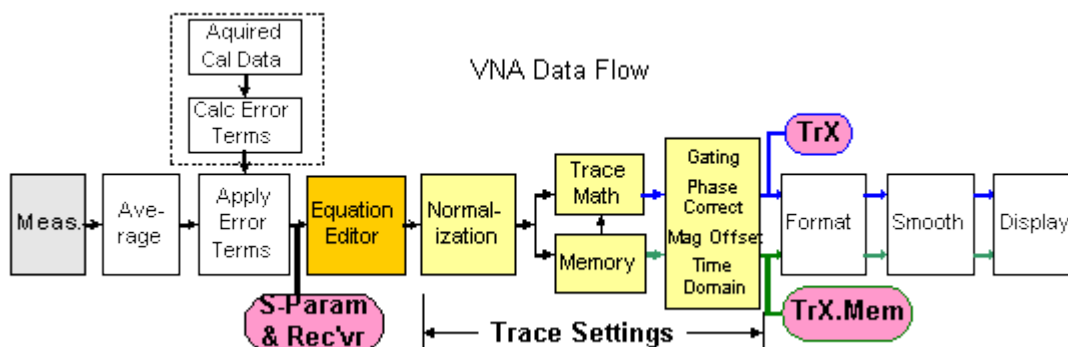 Aquired
Cal Data
VNA Data Flow
Calc Error
Terms
TrX
Meas.
Ave-
rage
Apply
Error
Terms
Equation
Editor
Normal-
ization
Trace
Math
Memory
Gating
Phase
Correct
Mag Offset
Time
Domain
Format
Smooth
Display
S-Param
& Rec'vr
Trace Settings
TrX.Mem